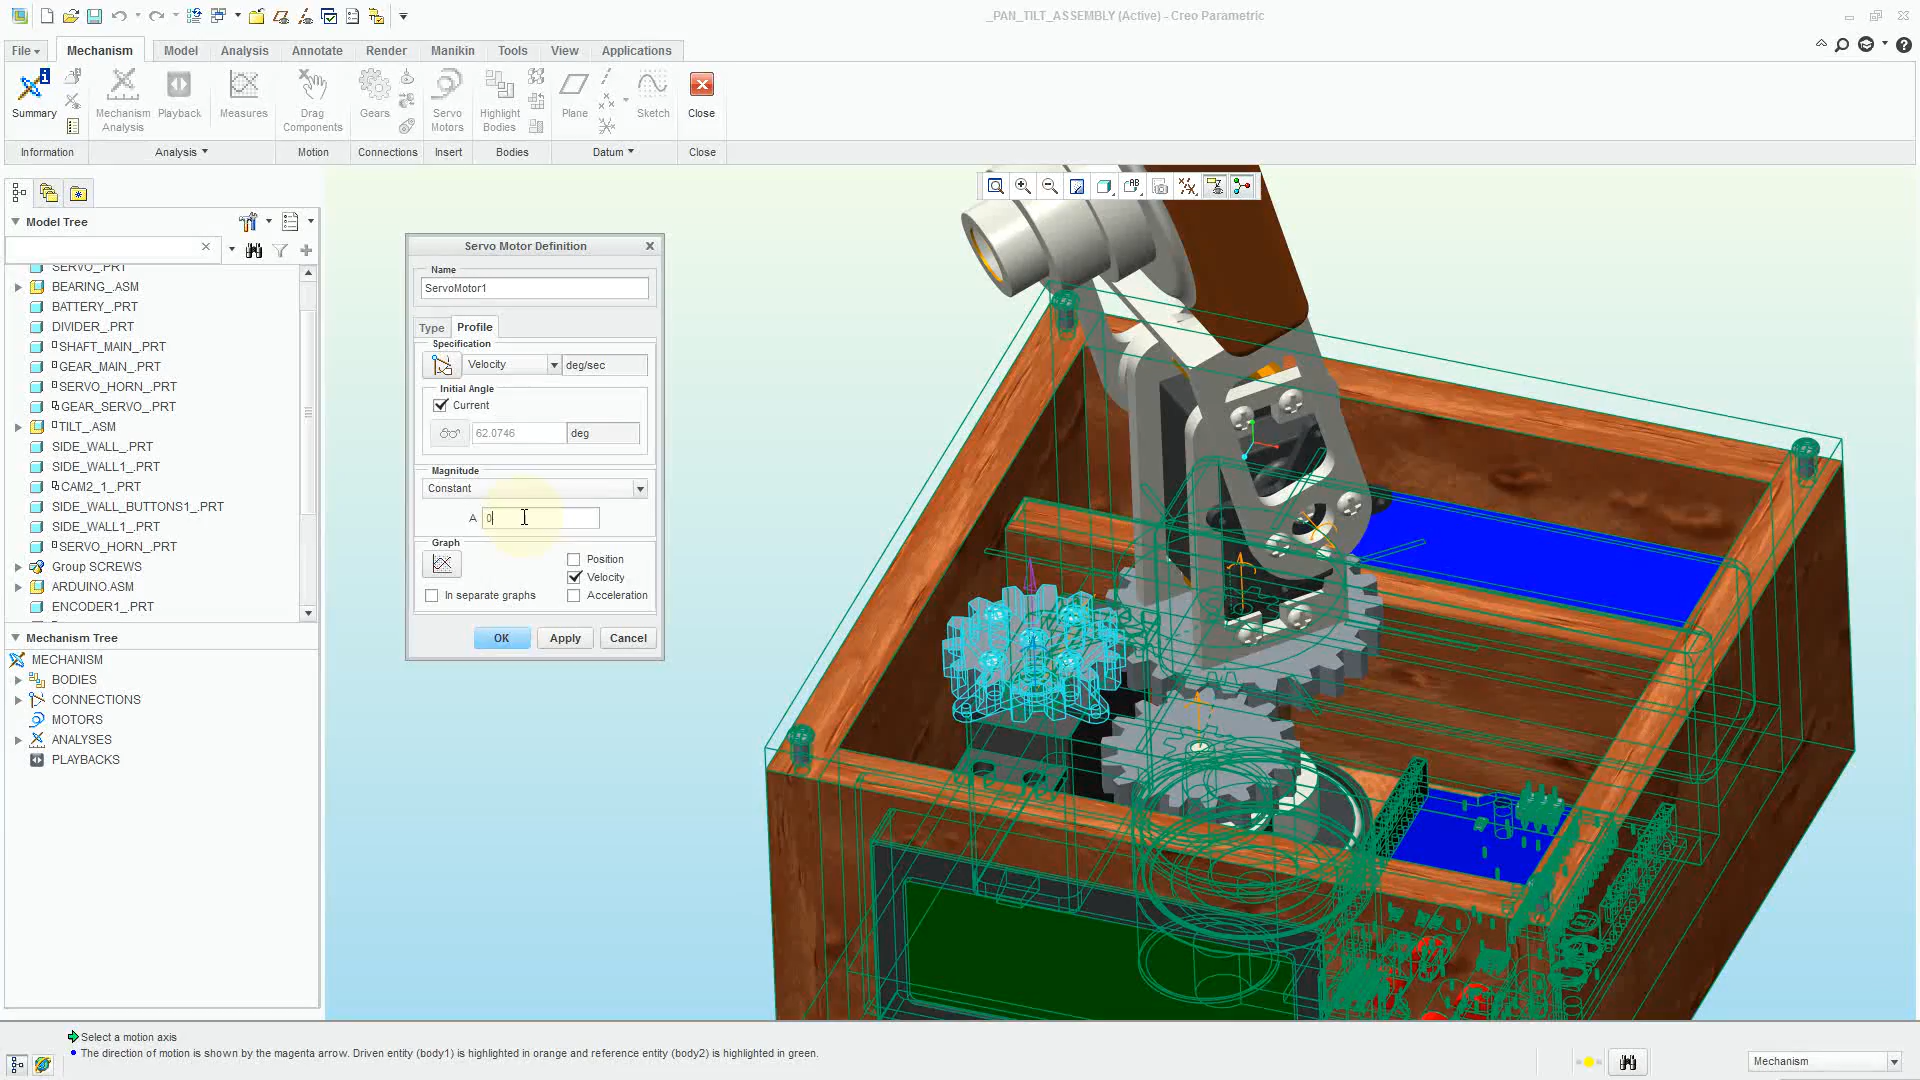 _PAN_TILT_ASSEMBLY (Active) - Creo Parametric
File
Mechanism
Model
Analysis
Annotate
Render
Manikin
Tools
View
Applications
Summary
Mechanism Analysis
Playback
Measures
Drag Components
Gears
Servo Motors
Highlight Bodies
Plane
Sketch
Close
Information
Analysis
Motion
Connections
Insert
Bodies
Datum
Close
Model Tree
BEARING_.ASM
BATTERY_.PRT
DIVIDER_.PRT
SHAFT_MAIN_.PRT
GEAR_MAIN_.PRT
SERVO_HORN_.PRT
GEAR_SERVO_.PRT
TILT_.ASM
SIDE_WALL_.PRT
SIDE_WALL1_.PRT
CAM2_1_.PRT
SIDE_WALL_BUTTONS1_.PRT
SIDE_WALL1_.PRT
SERVO_HORN_.PRT
Group SCREWS
ARDUINO.ASM
ENCODER1_.PRT
Mechanism Tree
MECHANISM
BODIES
CONNECTIONS
MOTORS
ANALYSES
PLAYBACKS
Servo Motor Definition
Name
ServoMotor1
Type
Profile
Specification
Velocity
deg/sec
Initial Angle
Current
62.0746
deg
Magnitude
Constant
A
0
Graph
Position
Velocity
In separate graphs
Acceleration
OK
Apply
Cancel
Select a motion axis
The direction of motion is shown by the magenta arrow. Driven entity (body1) is highlighted in orange and reference entity (body2) is highlighted in green.
Mechanism